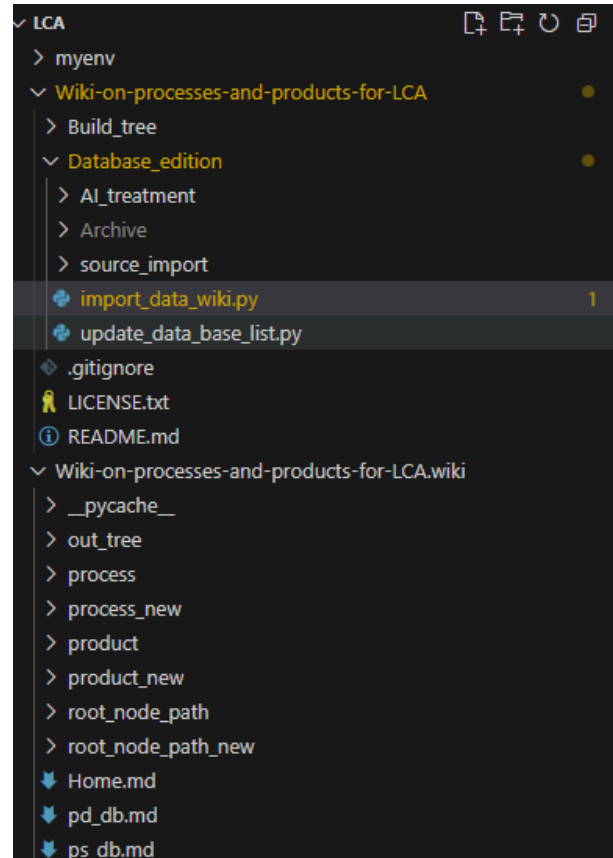 LCA
myenv
Wiki-on-processes-and-products-for-LCA
Build_tree
Database_edition
AI_treatment
Archive
source_import
import_data_wiki.py 1
update_data_base_list.py
.gitignore
LICENSE.txt
README.md
Wiki-on-processes-and-products-for-LCA.wiki
__pycache__
out_tree
process
process_new
product
product_new
root_node_path
root_node_path_new
Home.md
pd_db.md
ps_db.md